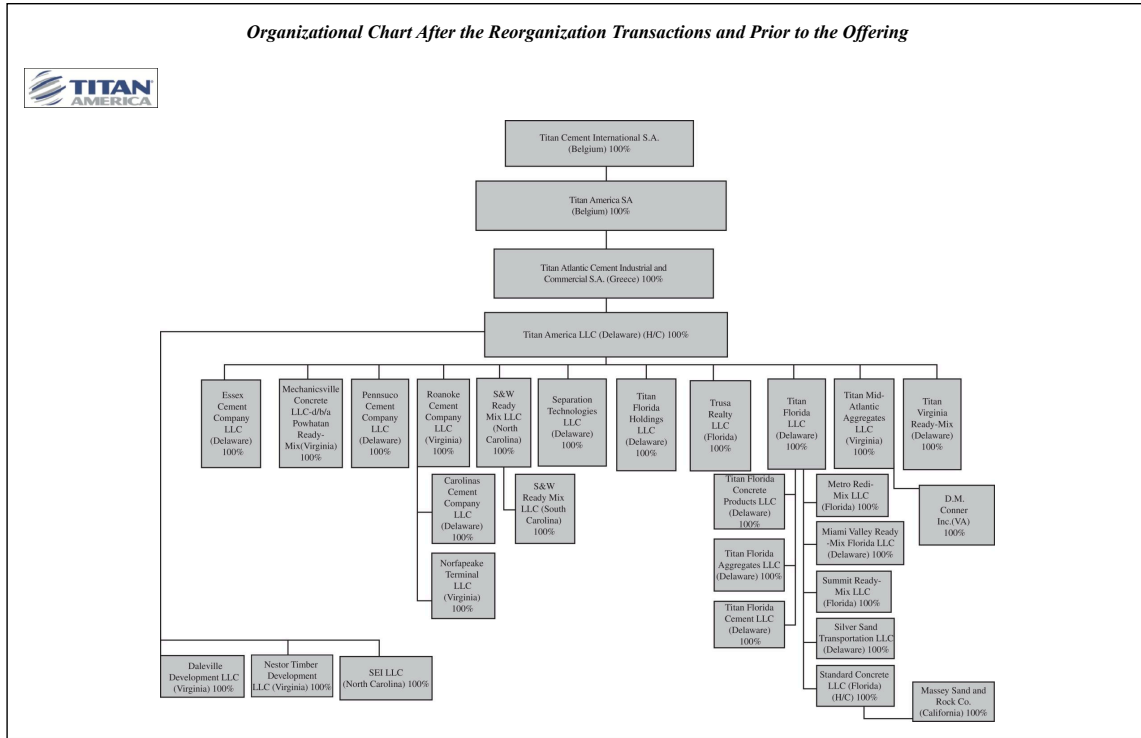 Organizational Chart After the Reorganization Transactions and Prior to the Offering
TITAN
AMERICA
Titan Cement International S.A.
(Belgium) 100%
Titan America SA
(Belgium) 100%
Titan Atlantic Cement Industrial and
Commercial S.A. (Greece) 100%
Titan America LLC (Delaware) (H/C) 100%
Essex
Cement
Company
LLC
(Delaware)
100%
Mechanicsville
Concrete
LLC-d/b/a
Powhatan
Ready-
Mix(Virginia)
100%
Pennsuco
Cement
Company
LLC
(Delaware)
100%
Roanoke
Cement
Company
LLC
(Virginia)
100%
S&W
Ready
Mix LLC
(North
Carolina)
100%
Separation
Technologies
LLC
(Delaware)
100%
Titan
Florida
Holdings
LLC
(Delaware)
100%
Trusa
Realty
LLC
(Florida)
100%
Titan
Florida
LLC
(Delaware)
100%
Titan Mid-
Atlantic
Aggregates
LLC
(Virginia)
100%
Titan
Virginia
Ready-Mix
(Delaware)
100%
Carolinas
Cement
Company
LLC
(Delaware)
100%
Norfapeake
Terminal
LLC
(Virginia)
100%
S&W
Ready Mix
LLC (South
Carolina)
100%
Titan Florida
Concrete
Products LLC
(Delaware)
100%
Titan Florida
Aggregates LLC
(Delaware) 100%
Titan Florida
Cement LLC
(Delaware)
100%
Metro Redi-
Mix LLC
(Florida) 100%
Miami Valley Ready
-Mix Florida LLC
(Delaware) 100%
Summit Ready-
Mix LLC
(Florida) 100%
Silver Sand
Transportation LLC
(Delaware) 100%
Standard Concrete
LLC (Florida)
(H/C) 100%
D.M.
Conner
Inc.(VA)
100%
Massey Sand and
Rock Co.
(California) 100%
Daleville
Development LLC
(Virginia) 100%
Nestor Timber
Development
LLC (Virginia) 100%
SEI LLC
(North Carolina) 100%